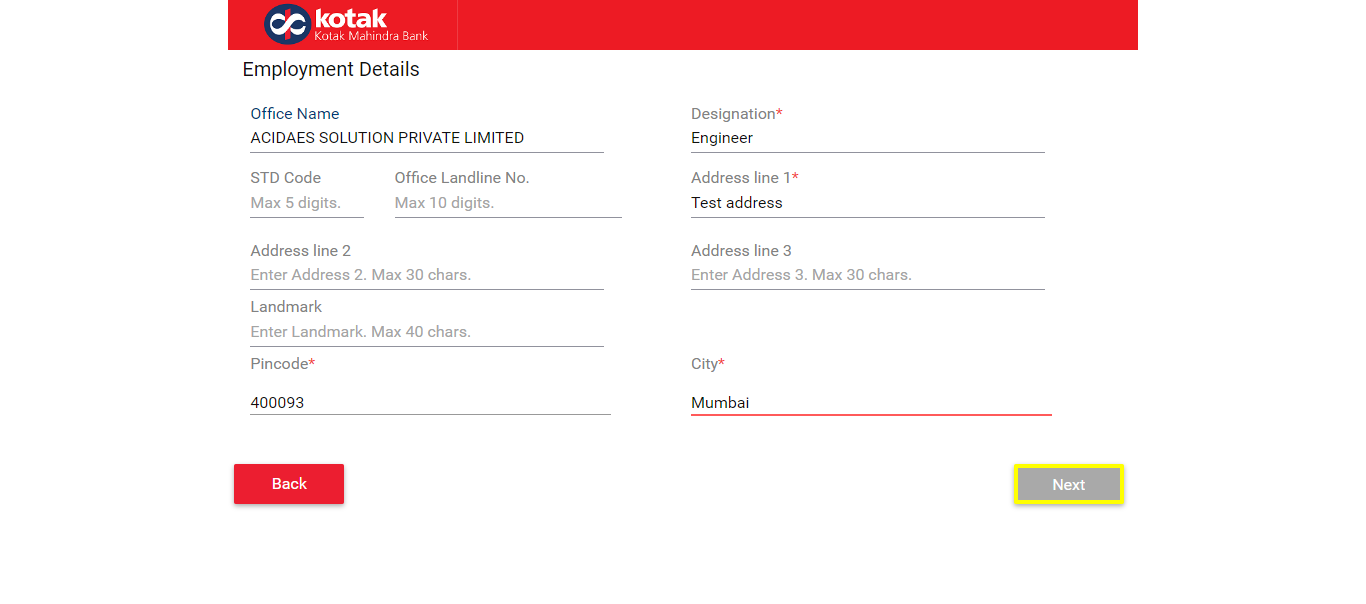 kotak
Kotak Mahindra Bank
Employment Details
Office Name
ACIDAES SOLUTION PRIVATE LIMITED
Designation*
Engineer
STD Code
Max 5 digits.
Office Landline No.
Max 10 digits.
Address line 1*
Test address
Address line 2
Enter Address 2. Max 30 chars.
Address line 3
Enter Address 3. Max 30 chars.
Landmark
Enter Landmark. Max 40 chars.
Pincode*
400093
City*
Mumbai
Back
Next